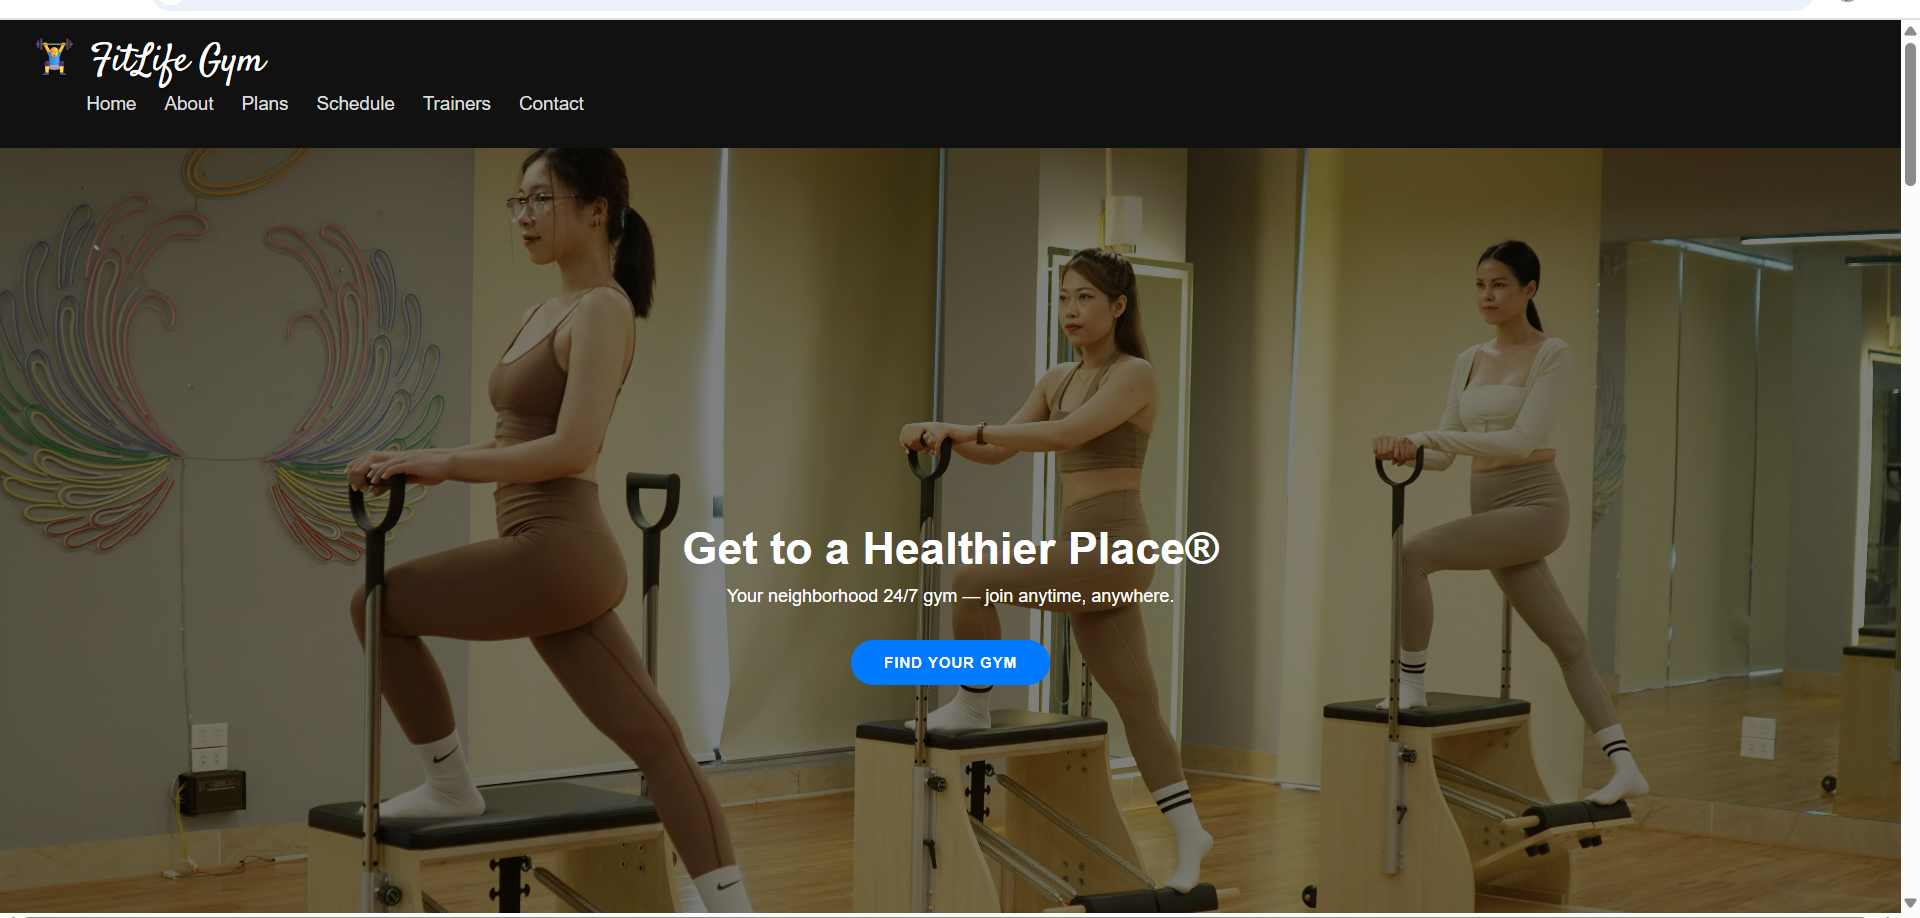 FitLife Gym
Home About Plans Schedule Trainers Contact
Get to a Healthier Place®
Your neighborhood 24/7 gym — join anytime, anywhere.
FIND YOUR GYM